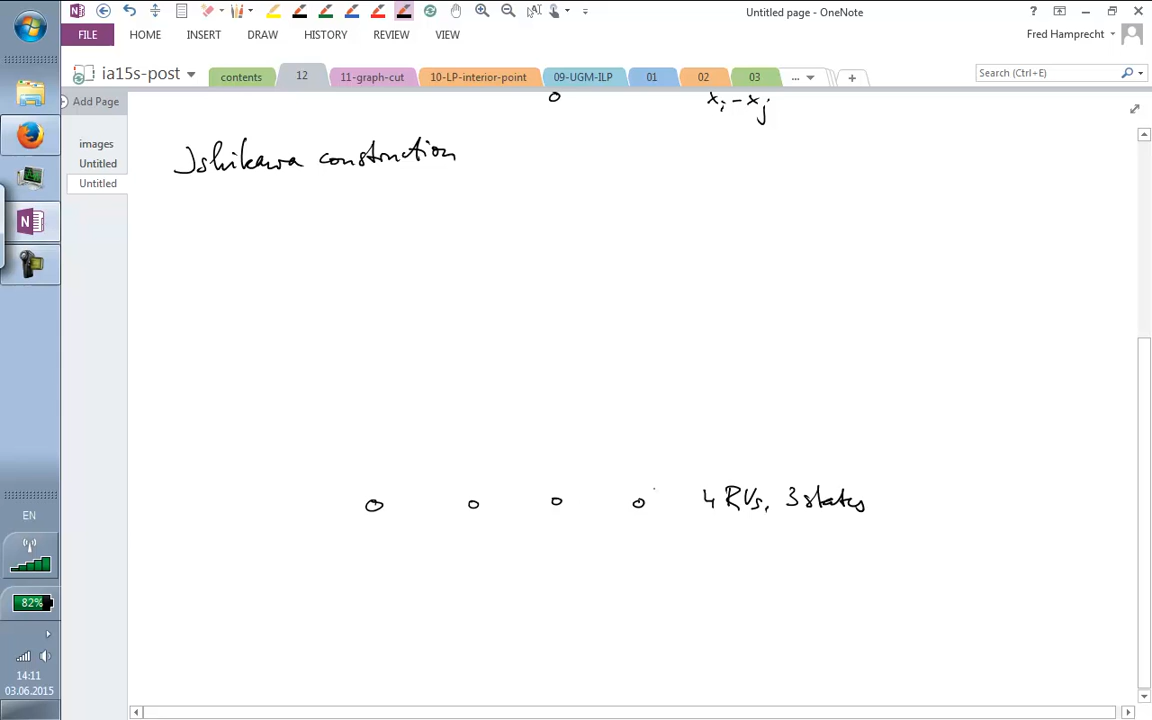 Untitled page - OneNote
FILE HOME INSERT DRAW HISTORY REVIEW VIEW
Fred Hamprecht
ia15s-post
contents 12 11-graph-cut 10-LP-interior-point 09-UGM-ILP 01 02 03 ...
Search (Ctrl+E)
Add Page
images
Untitled
Untitled
xi - xj
Ishikawa construction
4 RVs, 3 states
EN
82%
14:11
03.06.2015